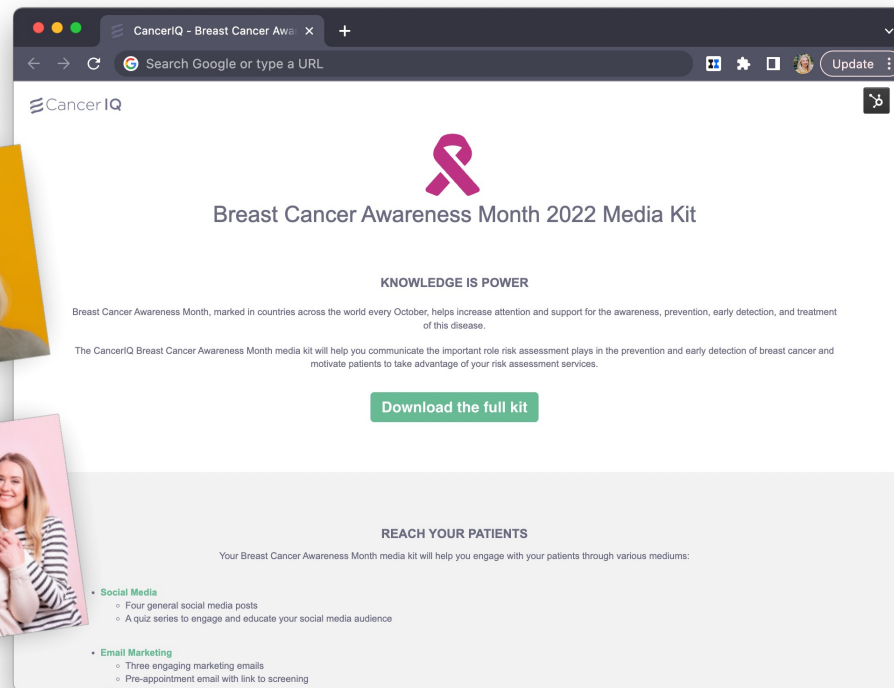 CancerIQ - Breast Cancer Awa
Search Google or type a URL
Update
CancerIQ
Breast Cancer Awareness Month 2022 Media Kit
KNOWLEDGE IS POWER
Breast Cancer Awareness Month, marked in countries across the world every October, helps increase attention and support for the awareness, prevention, early detection, and treatment
of this disease.
The CancerIQ Breast Cancer Awareness Month media kit will help you communicate the important role risk assessment plays in the prevention and early detection of breast cancer and
motivate patients to take advantage of your risk assessment services.
Download the full kit
REACH YOUR PATIENTS
Your Breast Cancer Awareness Month media kit will help you engage with your patients through various mediums:
• Social Media
◦ Four general social media posts
◦ A quiz series to engage and educate your social media audience
• Email Marketing
◦ Three engaging marketing emails
◦ Pre-appointment email with link to screening